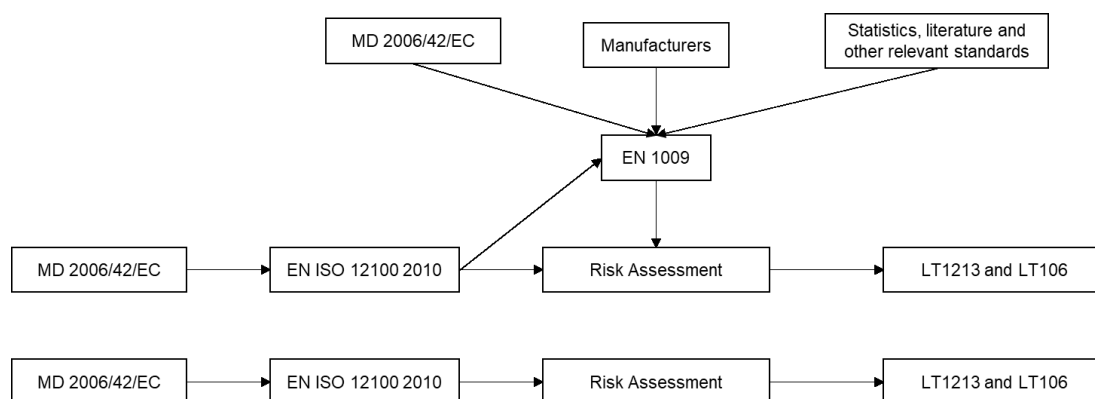 MD 2006/42/EC
Manufacturers
Statistics, literature and
other relevant standards
EN 1009
MD 2006/42/EC
EN ISO 12100 2010
Risk Assessment
LT1213 and LT106
MD 2006/42/EC
EN ISO 12100 2010
Risk Assessment
LT1213 and LT106